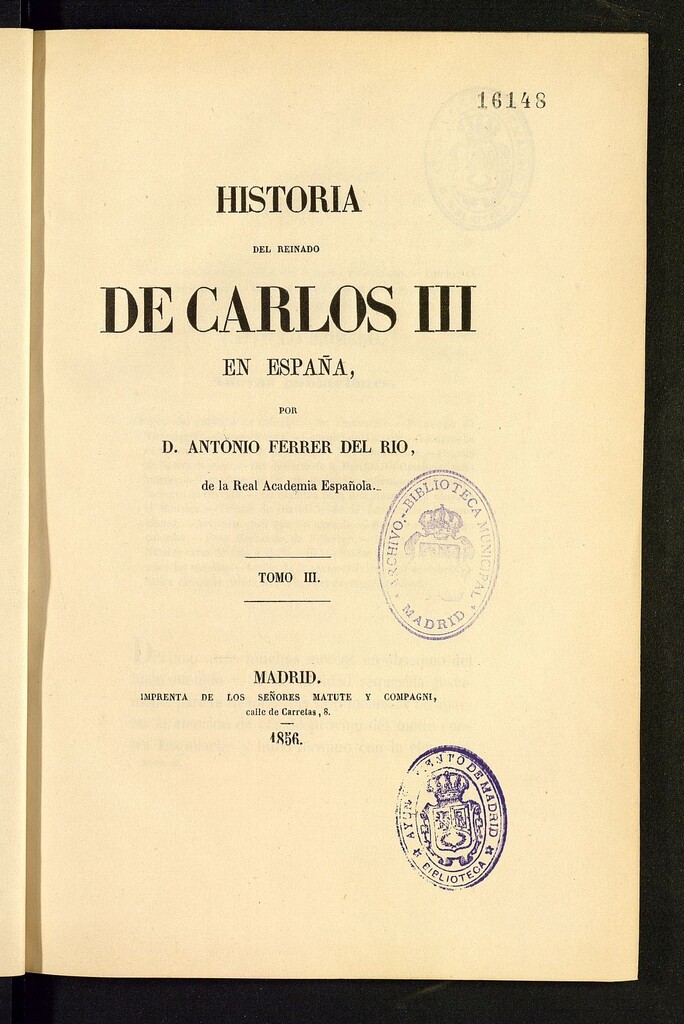 16148
HISTORIA
DEL REINADO
DE CARLOS III
EN ESPAÑA,
POR
D. ANTONIO FERRER DEL RIO,
de la Real Academia Española.
TOMO III.
ARCHIVO.-BIBLIOTECA MUNICIPAL
MADRID
MADRID.
IMPRENTA DE LOS SEÑORES MATUTE Y COMPAGNI,
calle de Carretas, 8.
1856.
DE MADRID
BIBLIOTECA